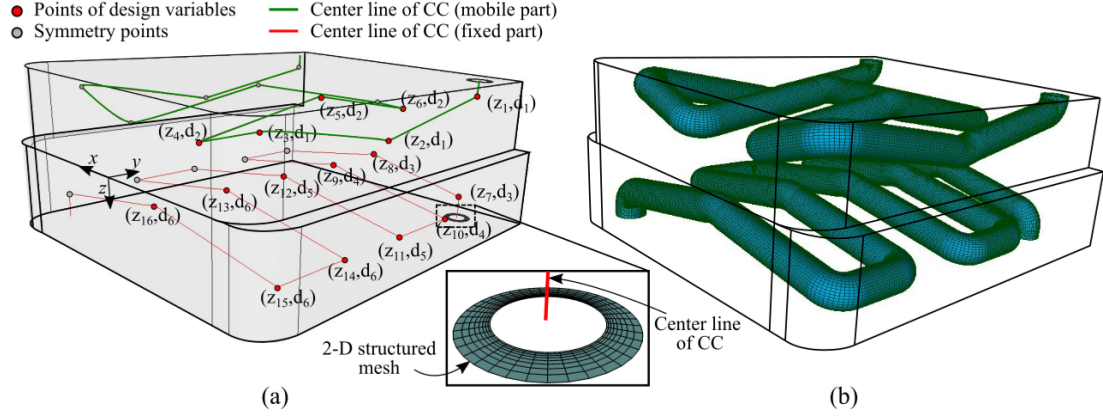 Points of design variables
Center line of CC (mobile part)
Symmetry points
Center line of CC (fixed part)
(z₁,d₁)
(z₆,d₂)
(z₅,d₂)
(z₃,d₁)
(z₄,d₂)
(z₂,d₁)
(z₈,d₃)
x
y
z
(z₉,d₄)
(z₁₂,d₅)
(z₇,d₃)
(z₁₃,d₆)
(z₁₆,d₆)
(z₁₀,d₄)
(z₁₁,d₅)
(z₁₄,d₆)
(z₁₅,d₆)
Center line
of CC
2-D structured
mesh
(a)
(b)